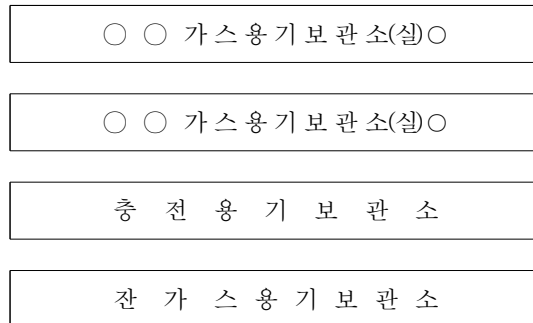 ○ ○ 가 스 용 기 보 관 소(실)○
○ ○ 가 스 용 기 보 관 소(실)○
충 전 용 기 보 관 소
잔 가 스 용 기 보 관 소